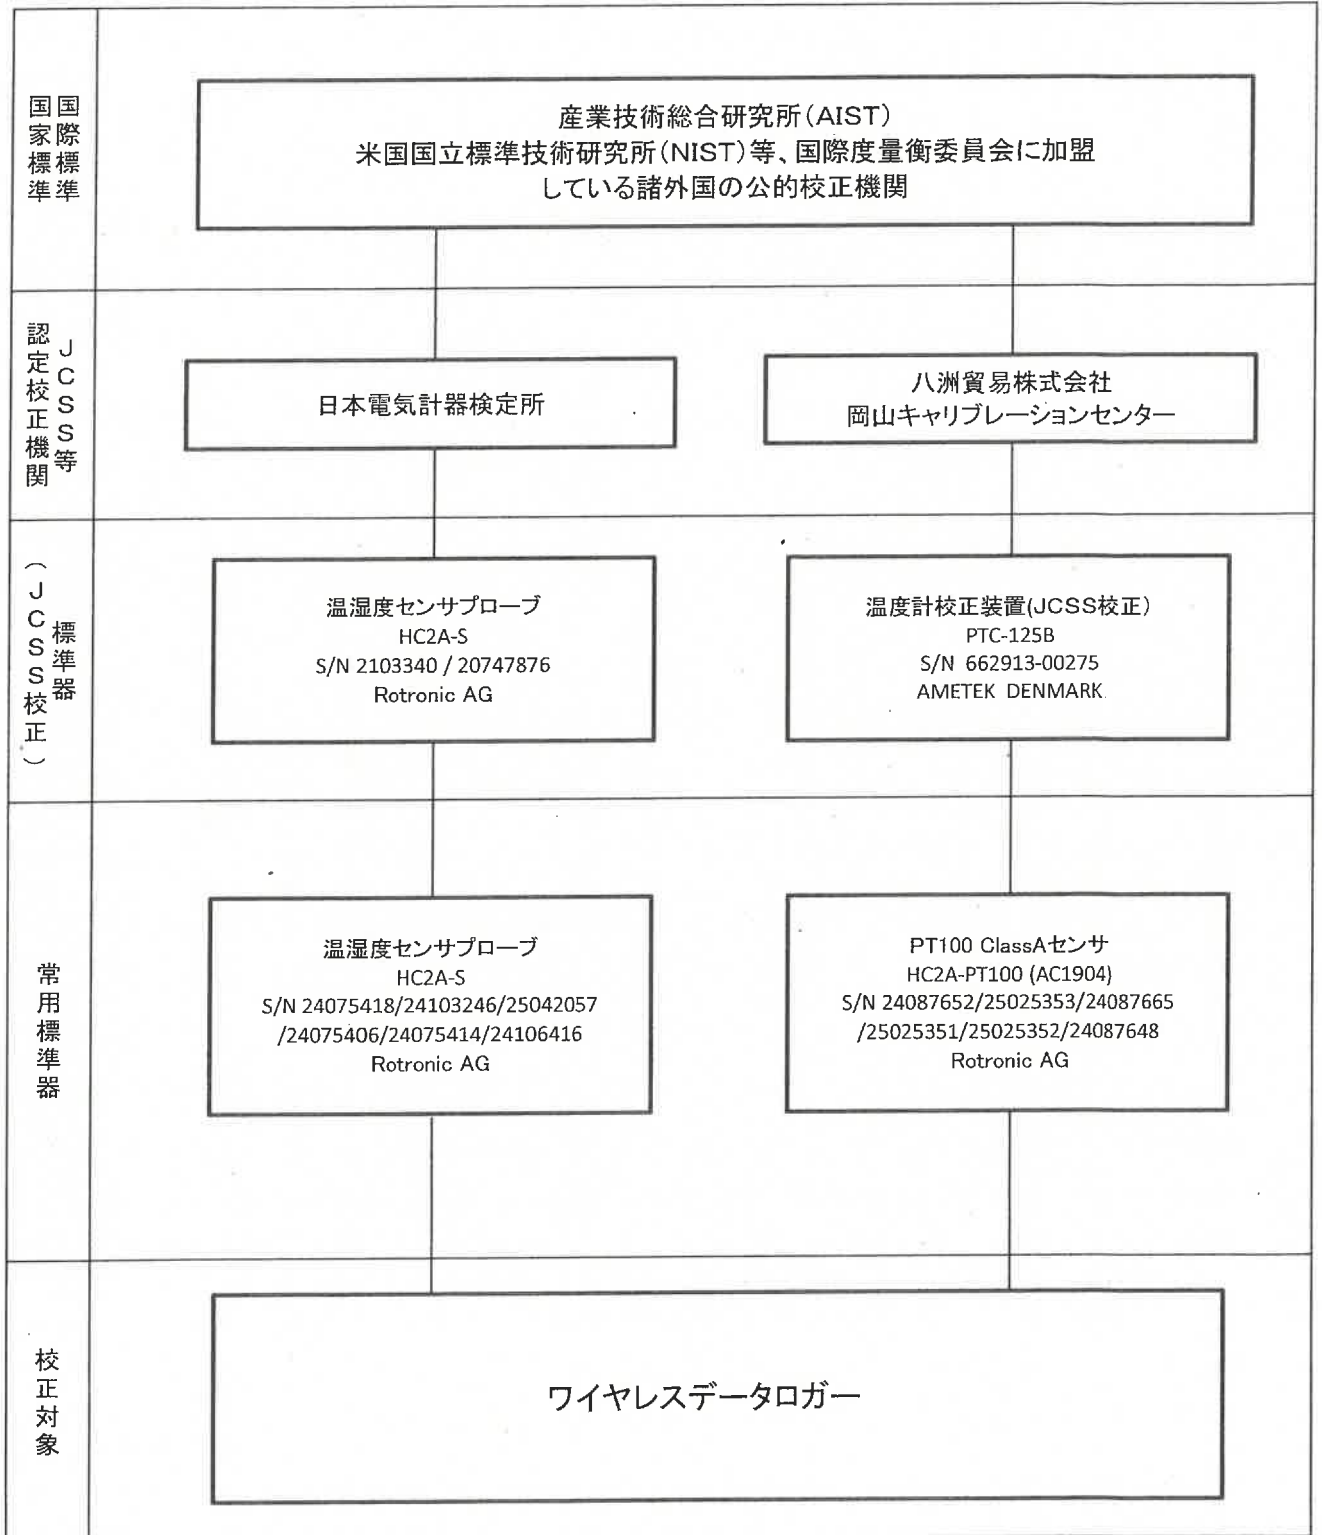 国際標準
国家標準
産業技術総合研究所(AIST)
米国国立標準技術研究所(NIST)等、国際度量衡委員会に加盟
している諸外国の公的校正機関
JCSS等
認定校正機関
日本電気計器検定所
八洲貿易株式会社
岡山キャリブレーションセンター
標準器
(JCSS校正)
温湿度センサプローブ
HC2A-S
S/N 2103340 / 20747876
Rotronic AG
温度計校正装置(JCSS校正)
PTC-125B
S/N 662913-00275
AMETEK DENMARK
常用標準器
温湿度センサプローブ
HC2A-S
S/N 24075418/24103246/25042057
/24075406/24075414/24106416
Rotronic AG
PT100 ClassAセンサ
HC2A-PT100 (AC1904)
S/N 24087652/25025353/24087665
/25025351/25025352/24087648
Rotronic AG
校正対象
ワイヤレスデータロガー